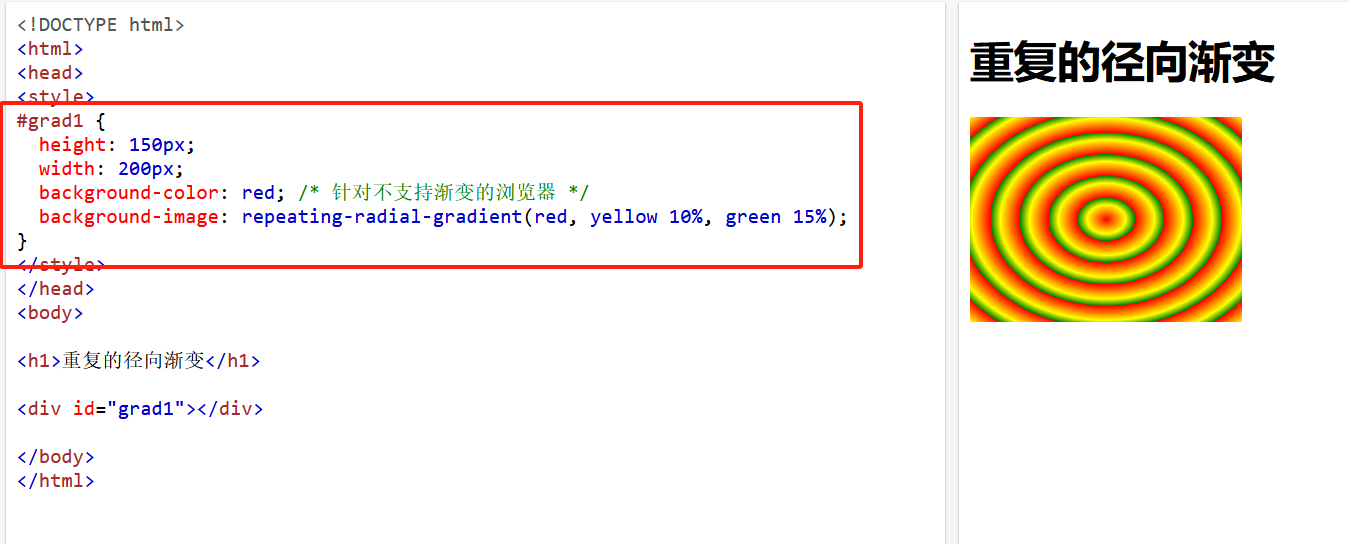 <!DOCTYPE html>
<html>
<head>
<style>
#grad1 {
  height: 150px;
  width: 200px;
  background-color: red; /* 针对不支持渐变的浏览器 */
  background-image: repeating-radial-gradient(red, yellow 10%, green 15%);
}
</style>
</head>
<body>

<h1>重复的径向渐变</h1>

<div id="grad1"></div>

</body>
</html>
重复的径向渐变